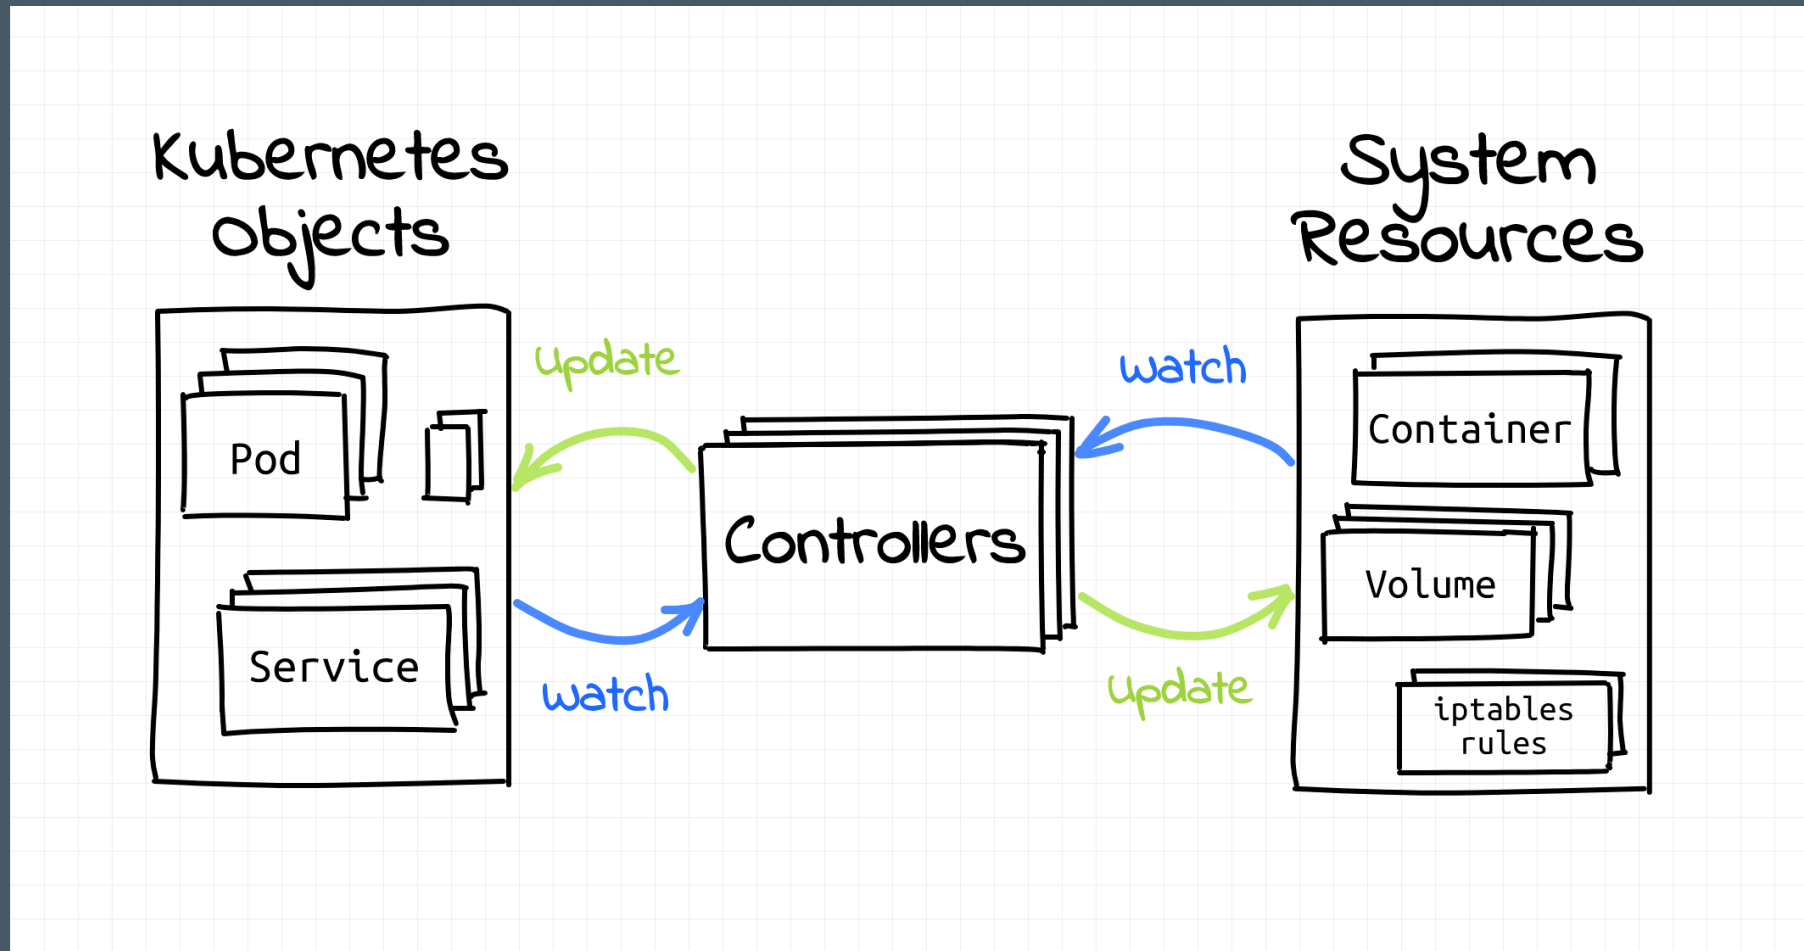 Kubernetes
Objects
System
Resources
update
watch
Container
Pod
Controllers
Volume
Service
watch
update
iptables
rules